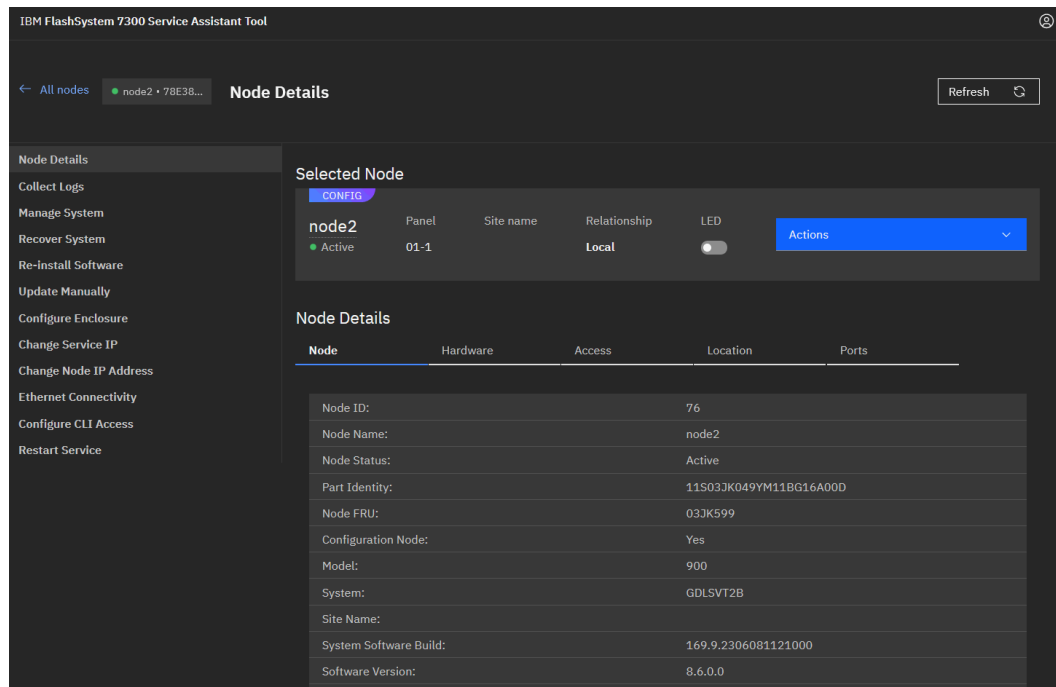 IBM FlashSystem 7300 Service Assistant Tool
← All nodes
node2 • 78E38...
Node Details
Refresh
Node Details
Collect Logs
Manage System
Recover System
Re-install Software
Update Manually
Configure Enclosure
Change Service IP
Change Node IP Address
Ethernet Connectivity
Configure CLI Access
Restart Service
Selected Node
CONFIG
node2 Panel Site name Relationship LED
Active 01-1 Local
Actions
Node Details
Node Hardware Access Location Ports
Node ID: 76
Node Name: node2
Node Status: Active
Part Identity: 11S03JK049YM11BG16A00D
Node FRU: 03JK599
Configuration Node: Yes
Model: 900
System: GDLSVT2B
Site Name:
System Software Build: 169.9.2306081121000
Software Version: 8.6.0.0